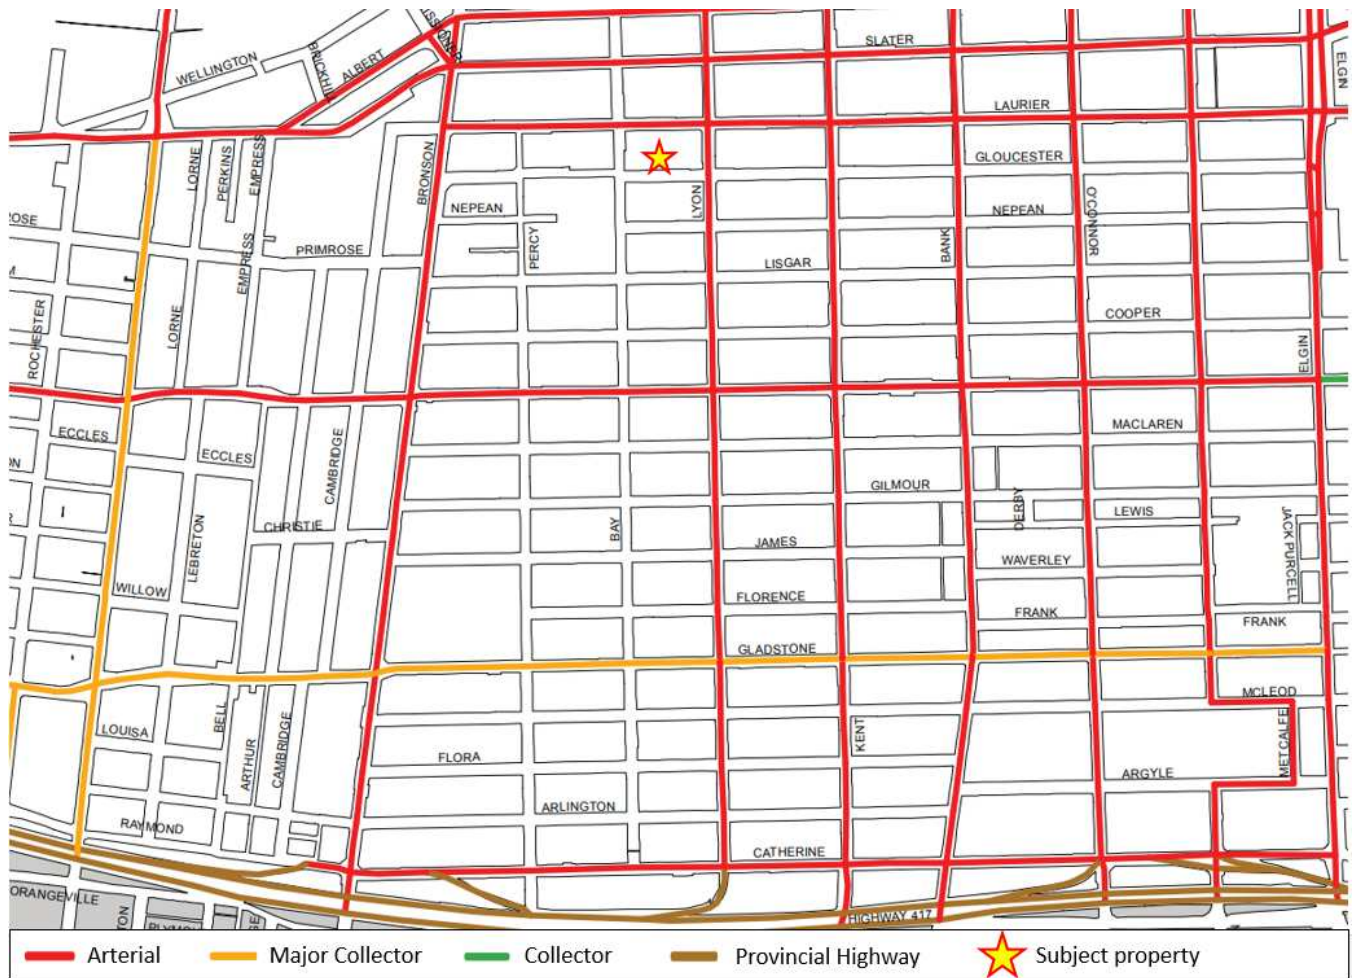 SLATER
ELGIN
WELLINGTON
BRICKHILL
ALBERT
LAURIER
GLOUCESTER
LORNE
PERKINS
EMPRESS
BRONSON
NEPEAN
LYON
NEPEAN
O'CONNOR
PRIMROSE
EMPRESS
PERCY
LISGAR
BANK
COOPER
ROCHESTER
LORNE
ELGIN
ECCLES
ECCLES
CAMBRIDGE
MACLAREN
GILMOUR
DERBY
LEWIS
CHRISTIE
LEBRETON
BAY
JAMES
WAVERLEY
JACK PURCELL
WILLOW
FLORENCE
FRANK
FRANK
GLADSTONE
MCLEOD
LOUISA
BELL
ARTHUR
CAMBRIDGE
FLORA
KENT
METCALFE
ARGYLE
ARLINGTON
RAYMOND
CATHERINE
ORANGEVILLE
HIGHWAY 417
Arterial Major Collector Collector Provincial Highway Subject property